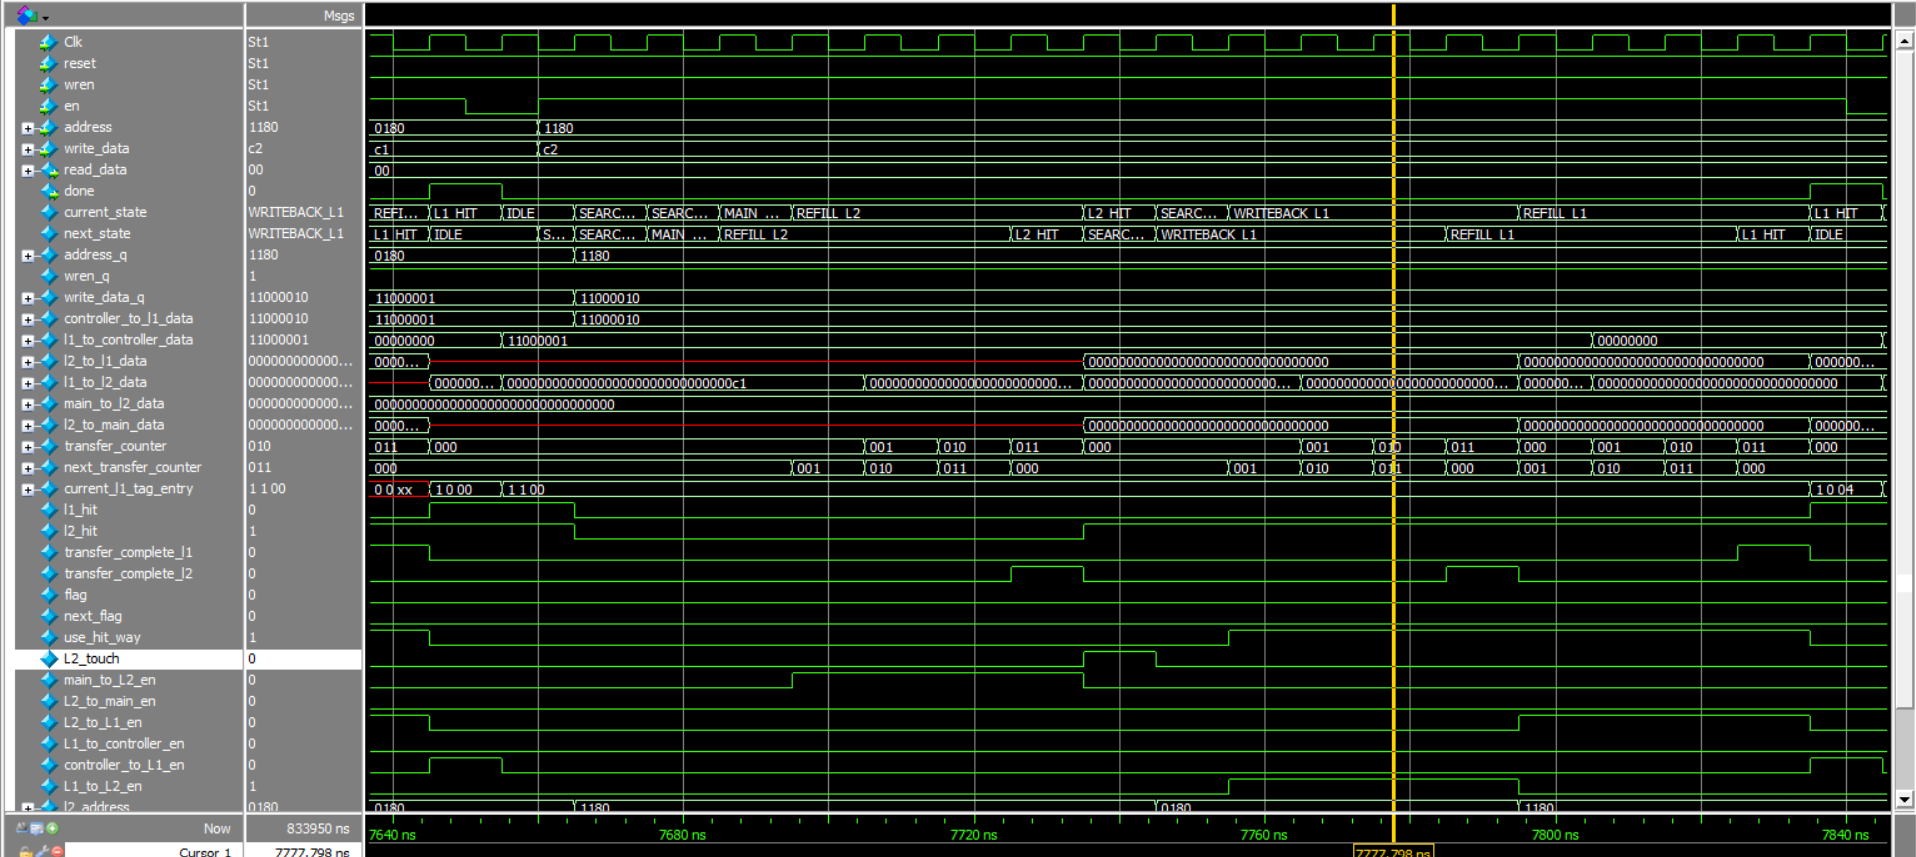 Msgs
Clk St1
reset St1
wren St1
en St1
address 1180 0180 1180
write_data c2 c1 c2
read_data 00 00
done 0
current_state WRITEBACK_L1 REFI... L1 HIT IDLE SEARC... SEARC... MAIN ... REFILL L2 L2 HIT SEARC... WRITEBACK L1 REFILL L1 L1 HIT
next_state WRITEBACK_L1 L1 HIT IDLE S... SEARC... MAIN ... REFILL L2 L2 HIT SEARC... WRITEBACK L1 REFILL L1 L1 HIT IDLE
address_q 1180 0180 1180
wren_q 1
write_data_q 11000010 11000001 11000010
controller_to_l1_data 11000010 11000001 11000010
l1_to_controller_data 11000001 00000000 11000001 00000000
l2_to_l1_data 000000000000... 0000... 00000000000000000000000000000000 00000000000000000000000000000000 000000...
l1_to_l2_data 000000000000... 000000... 000000000000000000000000000000c1 0000000000000000000000000... 0000000000000000000000000... 0000000000000000000000000... 000000... 00000000000000000000000000000000
main_to_l2_data 000000000000... 00000000000000000000000000000000
l2_to_main_data 000000000000... 0000... 00000000000000000000000000000000 00000000000000000000000000000000 000000...
transfer_counter 010 011 000 001 010 011 000 001 010 011 000 001 010 011 000
next_transfer_counter 011 000 001 010 011 000 001 010 011 000 001 010 011 000
current_l1_tag_entry 1 1 00 0 0 xx 1 0 00 1 1 00 1 0 04
l1_hit 0
l2_hit 1
transfer_complete_l1 0
transfer_complete_l2 0
flag 0
next_flag 0
use_hit_way 1
L2_touch 0
main_to_L2_en 0
L2_to_main_en 0
L2_to_L1_en 0
L1_to_controller_en 0
controller_to_L1_en 0
L1_to_L2_en 1
l2_address 0180 0180 1180 0180 1180
Now 833950 ns 7640 ns 7680 ns 7720 ns 7760 ns 7800 ns 7840 ns
Cursor 1 7777.798 ns 7777.798 ns